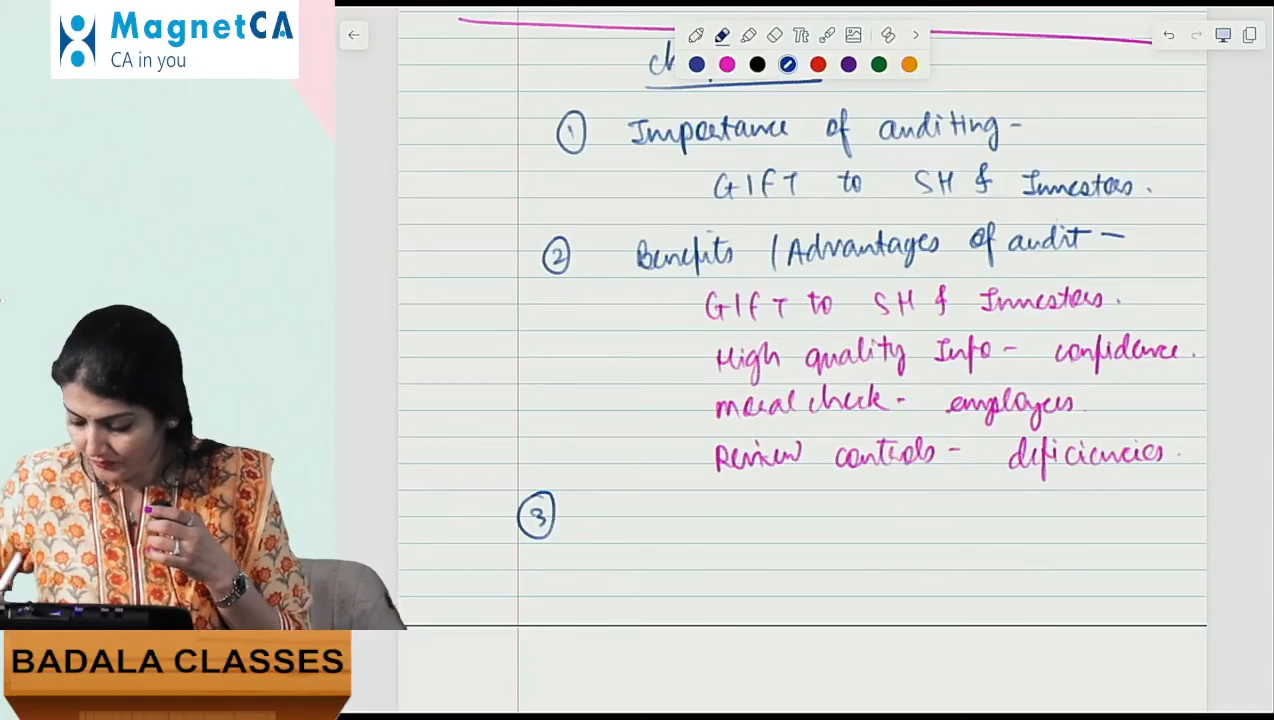 MagnetCA
CA in you
Tt
① Importance of auditing -
GIFT to SH & Investors.
② Benefits / Advantages of audit -
GIFT to SH & Investors.
High quality Info - confidence.
Moral check - employees.
Review controls - deficiencies.
③
BADALA CLASSES